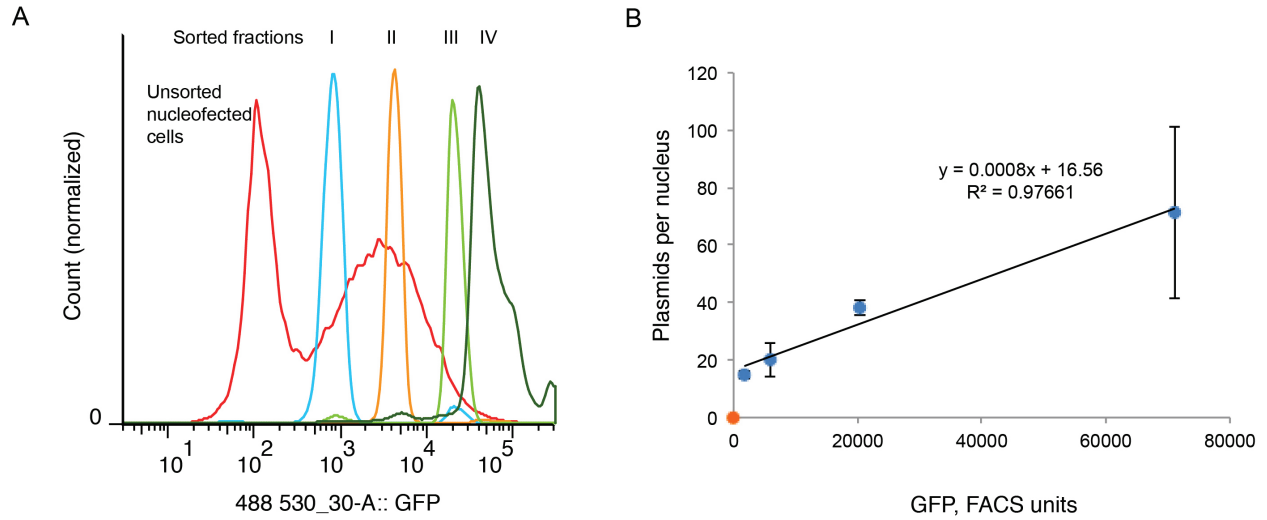 A
Sorted fractions I II III IV
Unsorted
nucleofected
cells
Count (normalized)
0
10^1 10^2 10^3 10^4 10^5
488 530_30-A:: GFP
B
120
100
80
60
40
20
0
y = 0.0008x + 16.56
R² = 0.97661
Plasmids per nucleus
0 20000 40000 60000 80000
GFP, FACS units